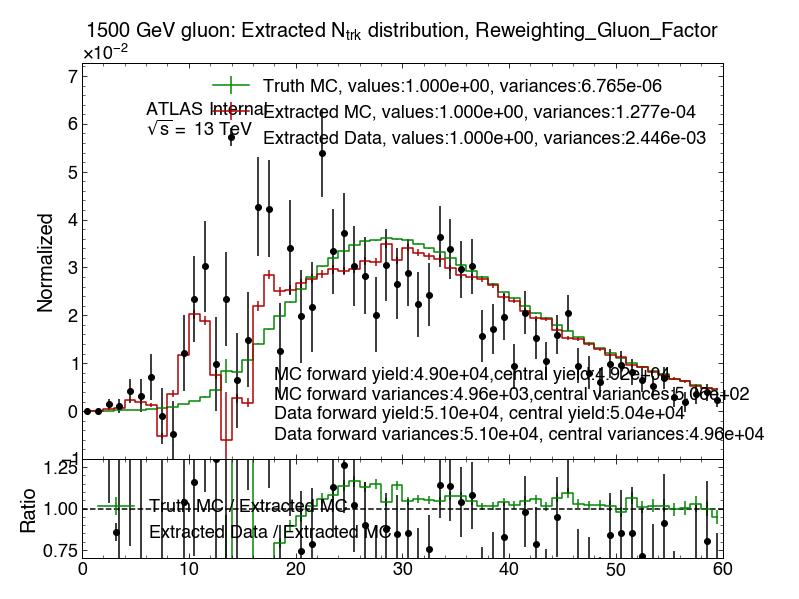 1500 GeV gluon: Extracted Ntrk distribution, Reweighting_Gluon_Factor
×10−2
Truth MC, values:1.000e+00, variances:6.765e-06
ATLAS Internal
Extracted MC, values:1.000e+00, variances:1.277e-04
√s = 13 TeV
Extracted Data, values:1.000e+00, variances:2.446e-03
7
6
5
4
3
2
1
0
−1
Normalized
MC forward yield:4.90e+04,central yield:4.92e+04
MC forward variances:4.96e+03,central
Data forward yield:5.10e+04, central yield:5.04e+04
Data forward variances:5.10e+04, central variances:4.96e+04
1.25
1.00
0.75
Ratio
Truth MC / Extracted MC
Extracted Data / Extracted MC
0 10 20 30 40 50 60